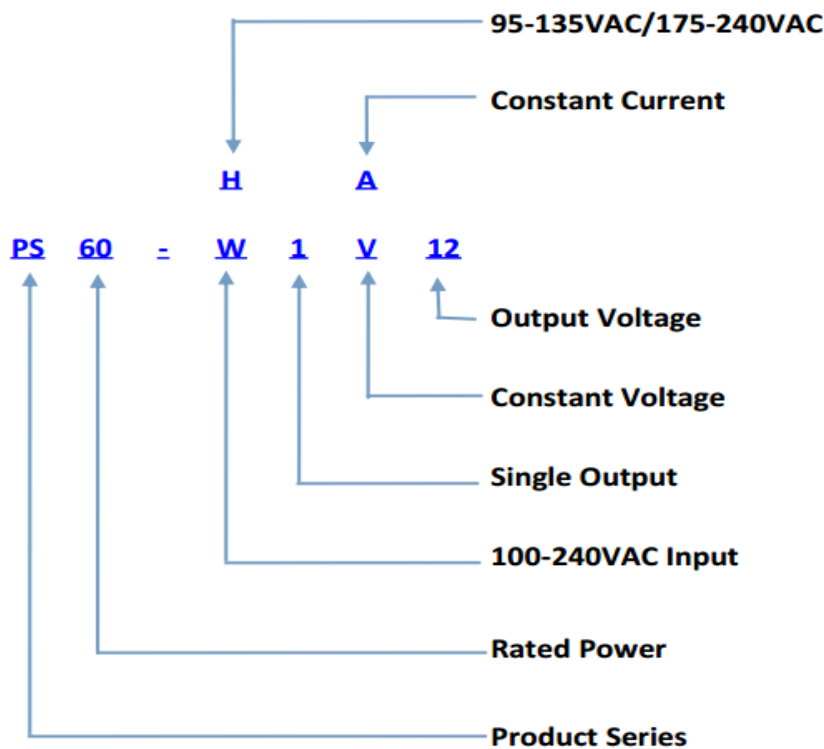 95-135VAC/175-240VAC
Constant Current
H A
PS 60 - W 1 V 12
Output Voltage
Constant Voltage
Single Output
100-240VAC Input
Rated Power
Product Series